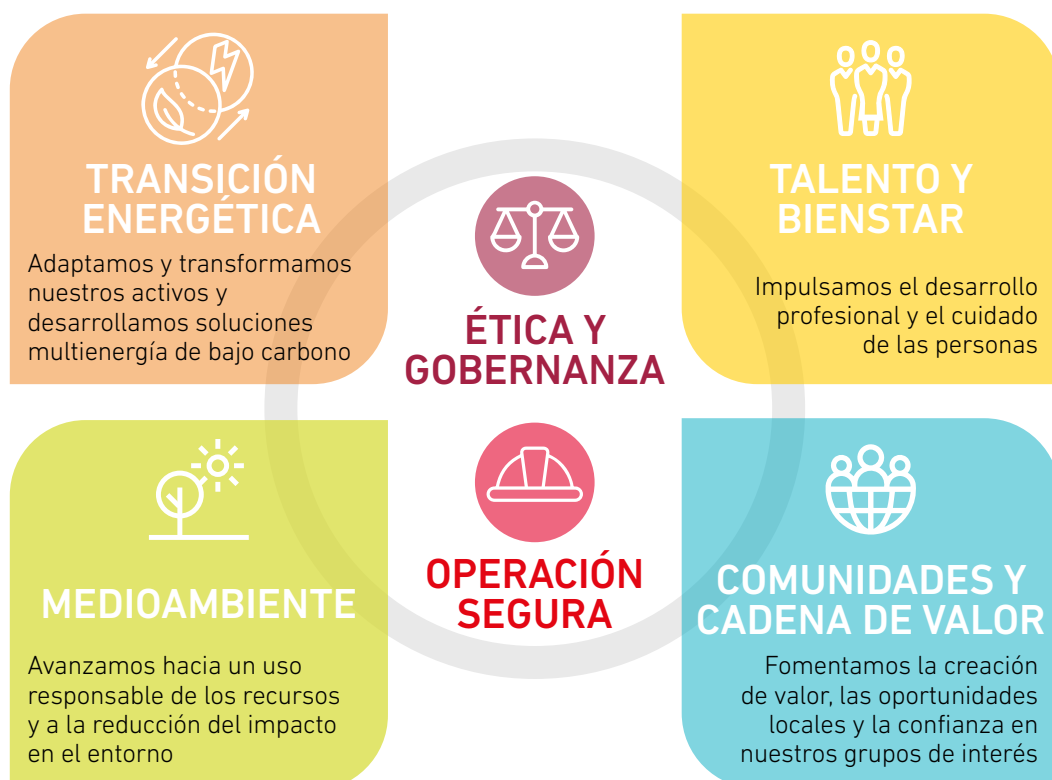 TRANSICIÓN
ENERGÉTICA
Adaptamos y transformamos
nuestros activos y
desarrollamos soluciones
multienergía de bajo carbono
TALENTO Y
BIENSTAR
Impulsamos el desarrollo
profesional y el cuidado
de las personas
ÉTICA Y
GOBERNANZA
OPERACIÓN
SEGURA
MEDIOAMBIENTE
Avanzamos hacia un uso
responsable de los recursos
y a la reducción del impacto
en el entorno
COMUNIDADES Y
CADENA DE VALOR
Fomentamos la creación
de valor, las oportunidades
locales y la confianza en
nuestros grupos de interés